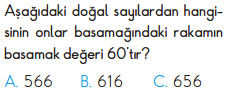 Aşağıdaki doğal sayılardan hangi-
sinin onlar basamağındaki rakamın
basamak değeri 60'tır?
A. 566 B. 616 C. 656